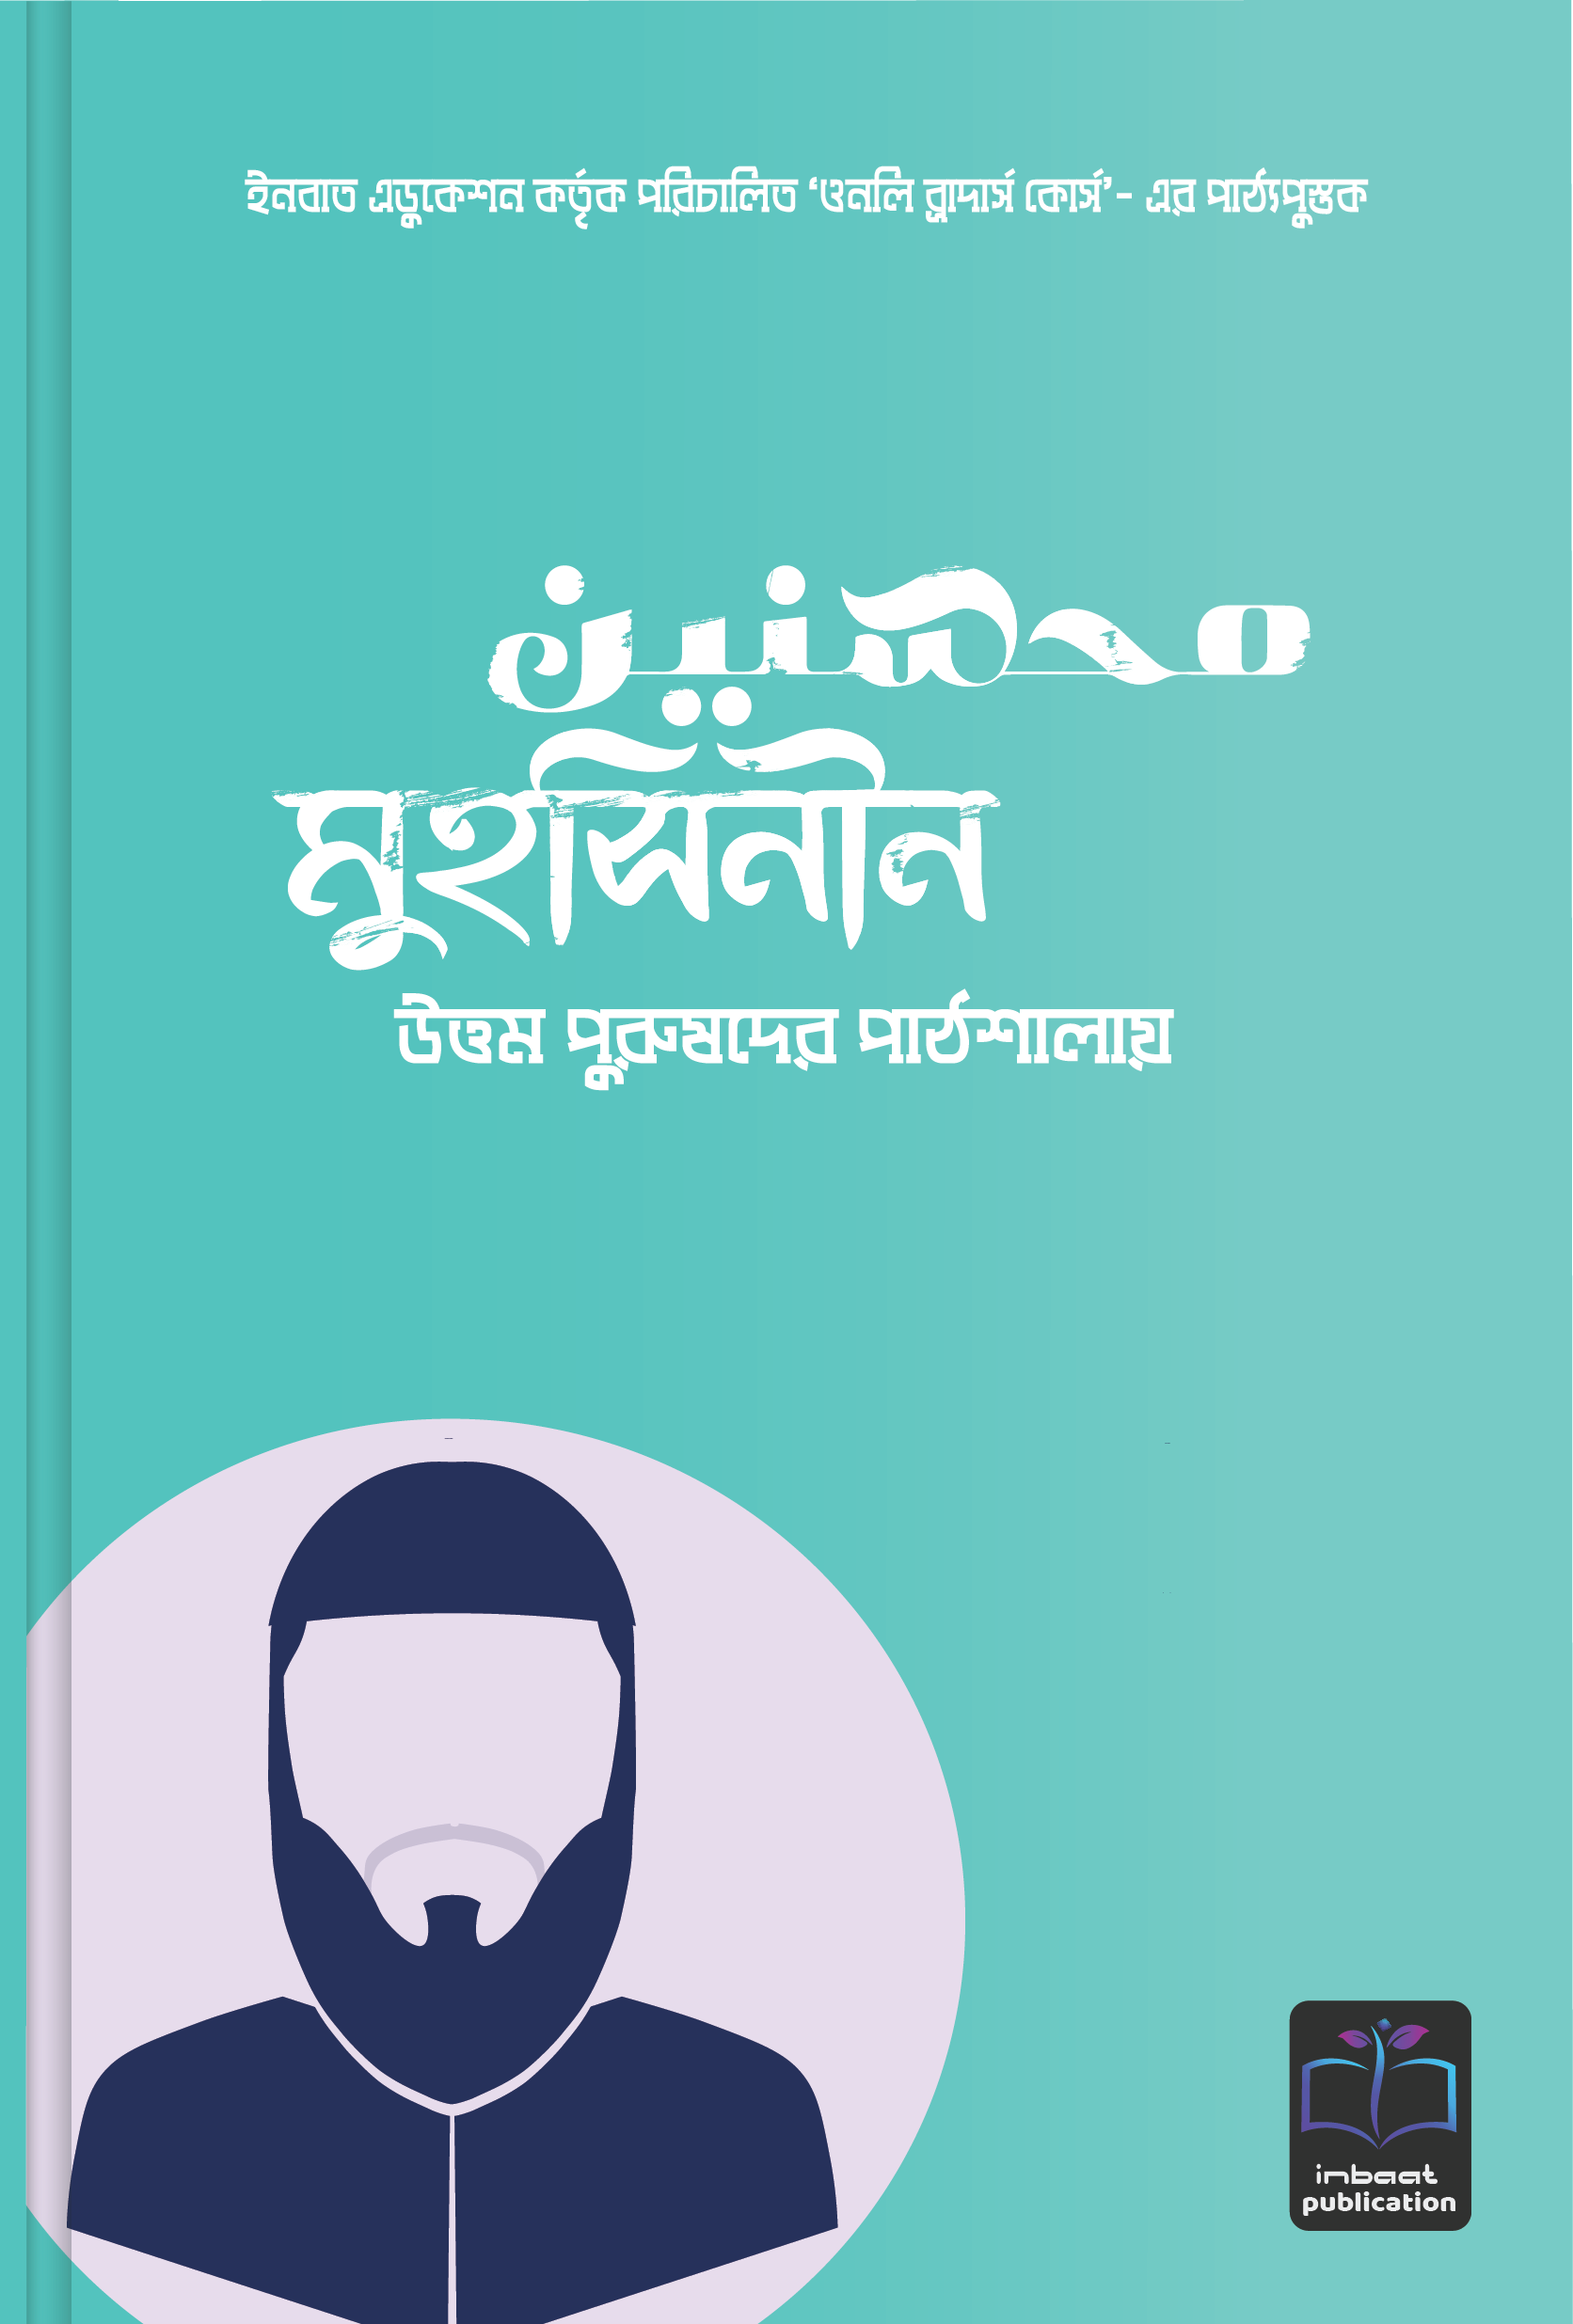 ইনবাত এডুকেশন কর্তৃক পরিচালিত ‘ওনলি ব্রাদার্স কোর্স’- এর পাঠ্যপুস্তক
محسنين
মুহসিনীন
উত্তম পুরুষদের পাঠশালায়
inbaat
publication